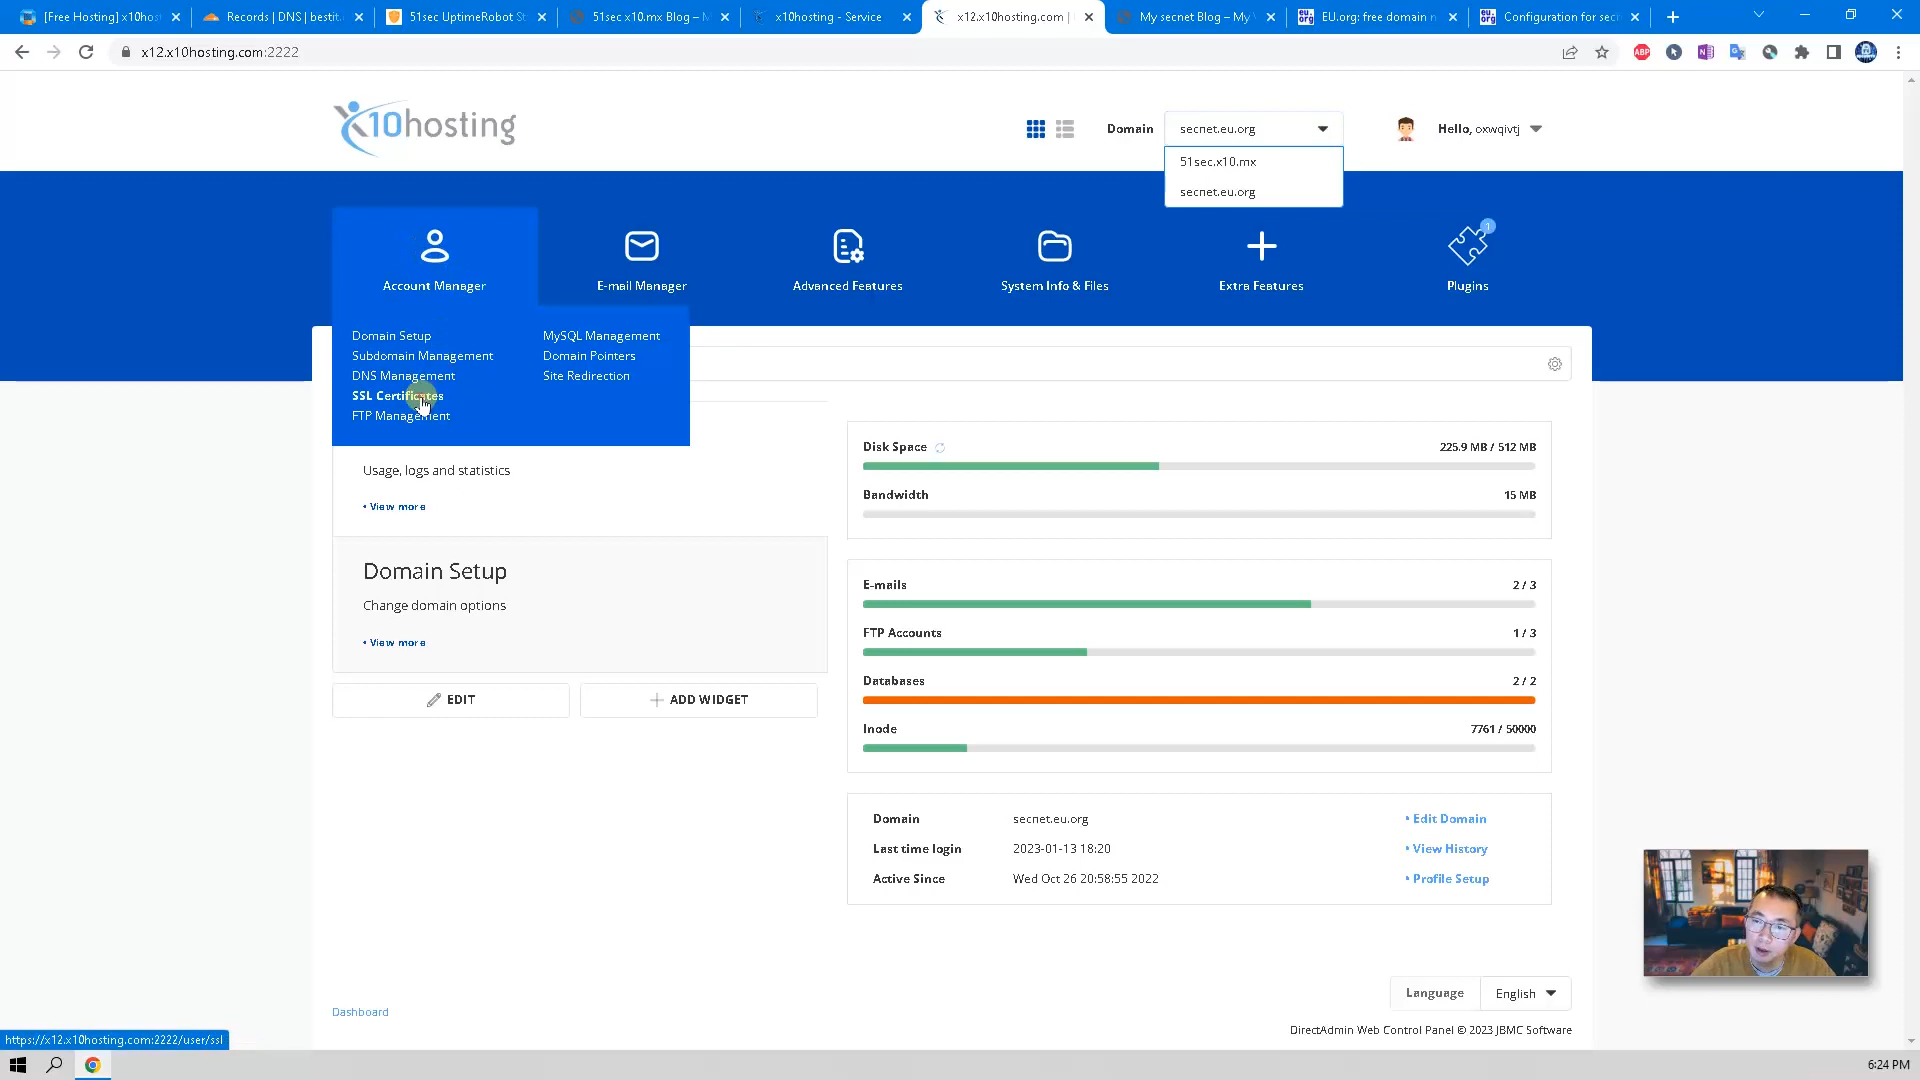 [Free Hosting] x10host
Records | DNS | bestit.
51sec UptimeRobot St
51sec x10.mx Blog – M
x10hosting - Service
x12.x10hosting.com |
My secnet Blog – My
EU.org: free domain n
Configuration for sec
x12.x10hosting.com:2222
x10hosting
Domain
secnet.eu.org
Hello, oxwqivtj
51sec.x10.mx
secnet.eu.org
Account Manager
E-mail Manager
Advanced Features
System Info & Files
Extra Features
Plugins
1
Domain Setup
MySQL Management
Subdomain Management
Domain Pointers
DNS Management
Site Redirection
SSL Certificates
FTP Management
Usage, logs and statistics
• View more
Domain Setup
Change domain options
• View more
EDIT
ADD WIDGET
Disk Space
225.9 MB / 512 MB
Bandwidth
15 MB
E-mails
2 / 3
FTP Accounts
1 / 3
Databases
2 / 2
Inode
7761 / 50000
Domain
secnet.eu.org
• Edit Domain
Last time login
2023-01-13 18:20
• View History
Active Since
Wed Oct 26 20:58:55 2022
• Profile Setup
Language
English
Dashboard
DirectAdmin Web Control Panel © 2023 JBMC Software
https://x12.x10hosting.com:2222/user/ssl
6:24 PM